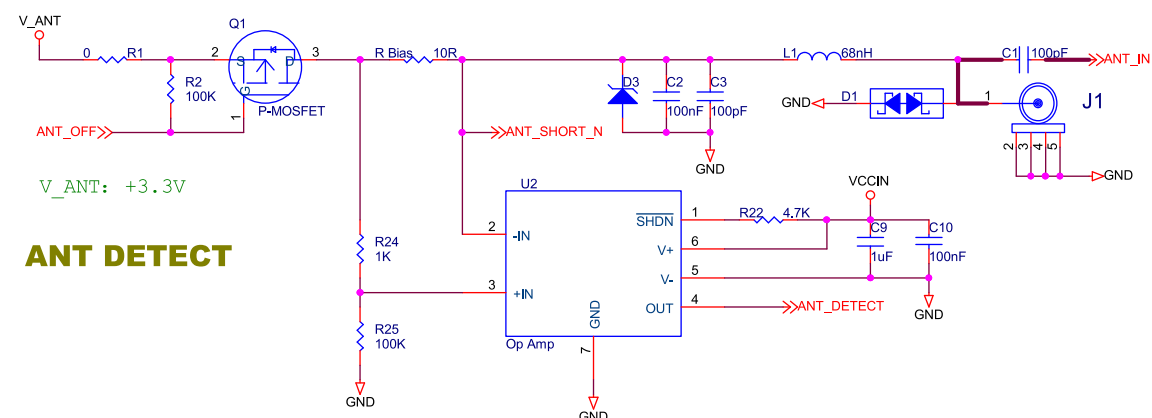 V_ANT
0
R1
R2
100K
ANT_OFF
Q1
2
3
S
D
G
1
P-MOSFET
R Bias
10R
D3
C2
100nF
C3
100pF
GND
L1
68nH
C1
100pF
ANT_IN
GND
D1
1
J1
2
3
4
5
GND
ANT_SHORT_N
V_ANT: +3.3V
ANT DETECT
R24
1K
R25
100K
GND
U2
2
-IN
3
+IN
SHDN
1
V+
6
V-
5
OUT
4
GND
7
Op Amp
GND
R22
4.7K
VCCIN
C9
1uF
C10
100nF
GND
ANT_DETECT